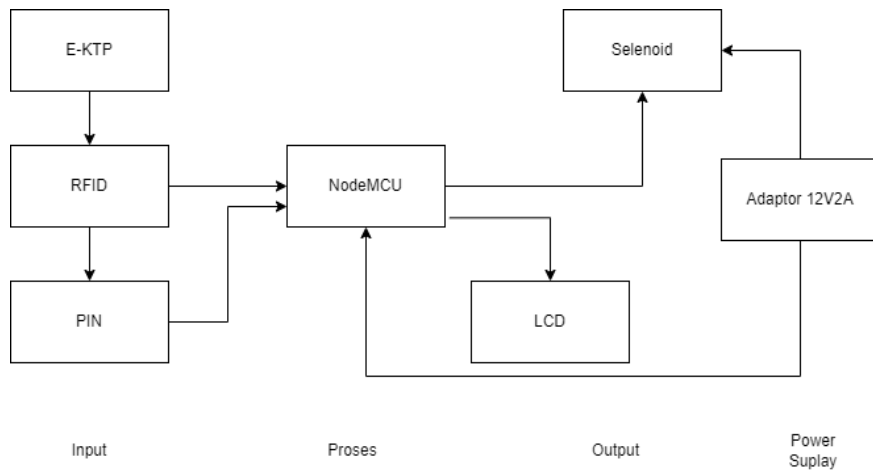 E-KTP
Selenoid
RFID
NodeMCU
Adaptor 12V2A
PIN
LCD
Input
Proses
Output
Power
Suplay